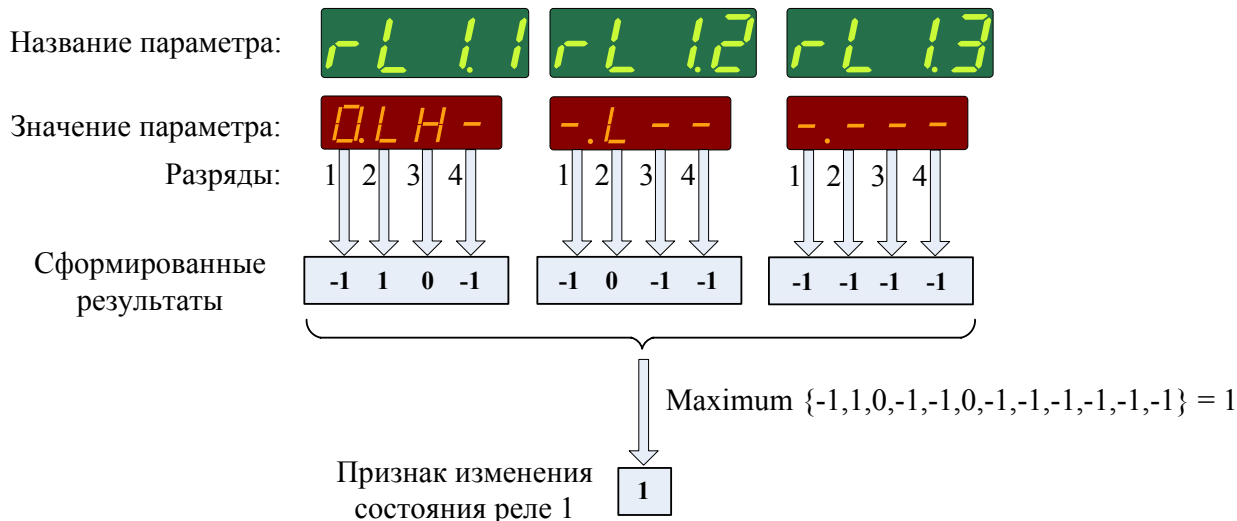 Название параметра: rL 1.1 rL 1.2 rL 1.3
Значение параметра: 0.LH- -.L-- -.---
Разряды: 1 2 3 4 1 2 3 4 1 2 3 4
Сформированные
результаты
-1 1 0 -1 -1 0 -1 -1 -1 -1 -1 -1
Maximum {-1,1,0,-1,-1,0,-1,-1,-1,-1,-1,-1} = 1
Признак изменения
состояния реле 1
1